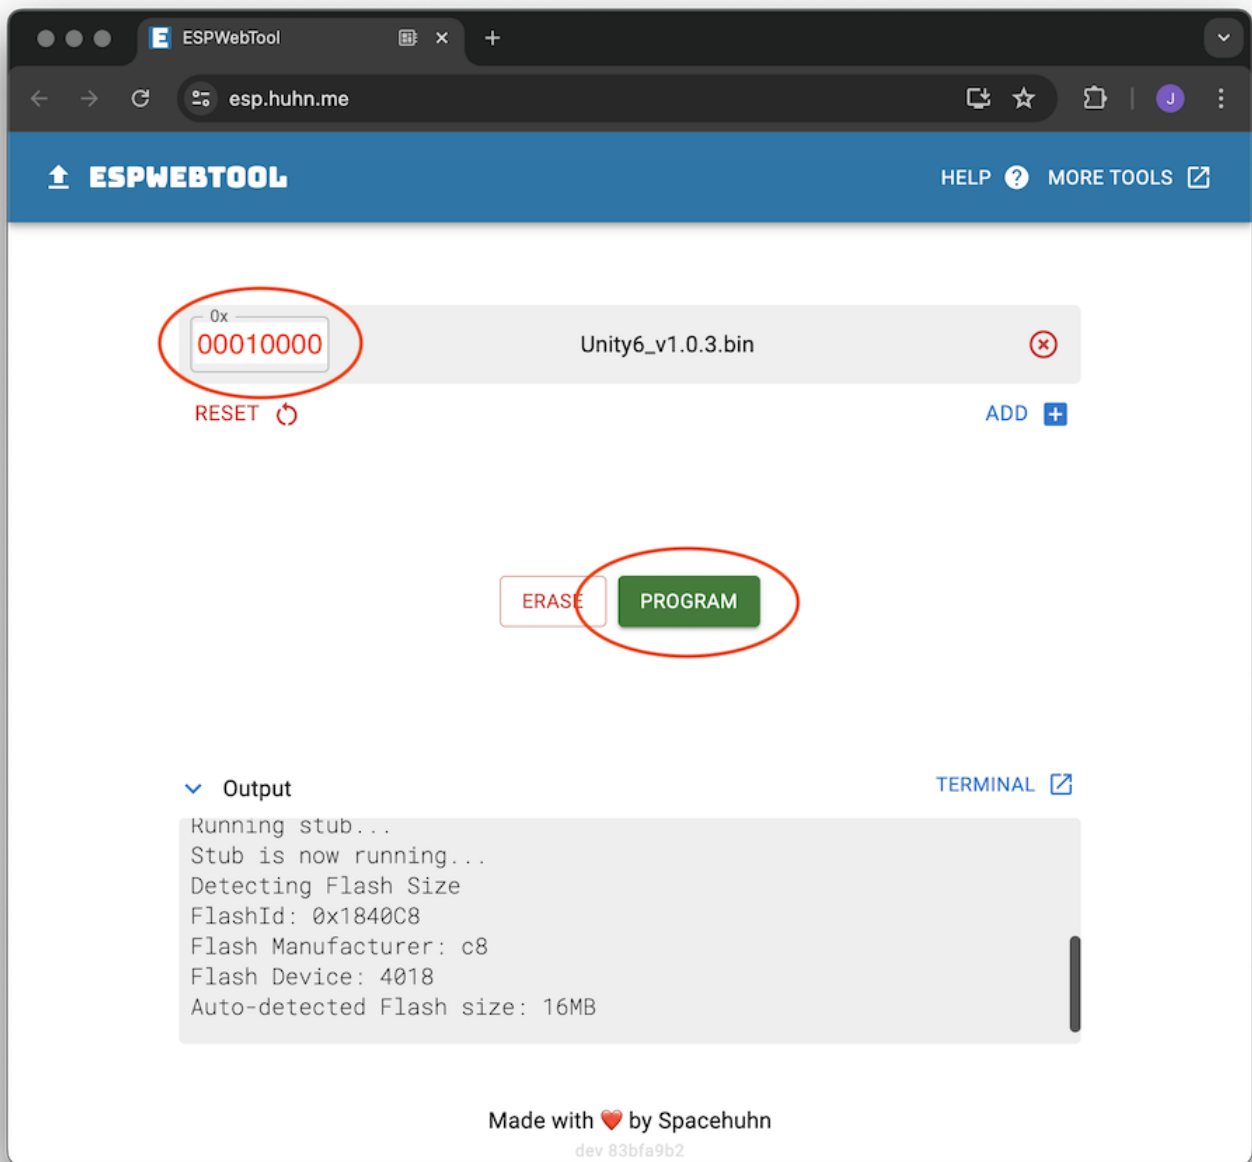 ESPWebTool
esp.huhn.me
J
ESPWEBTOOL
HELP ? MORE TOOLS
0x
00010000
Unity6_v1.0.3.bin
RESET
ADD
ERASE
PROGRAM
Output
TERMINAL
Running stub...
Stub is now running...
Detecting Flash Size
FlashId: 0x1840C8
Flash Manufacturer: c8
Flash Device: 4018
Auto-detected Flash size: 16MB
Made with ❤️ by Spacehuhn
dev 83bfa9b2